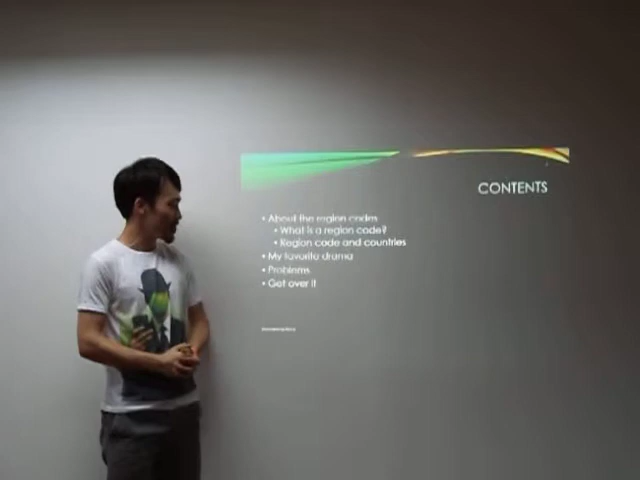 CONTENTS
• About the region codes
• What is a region code?
• Region code and countries
• My favorite drama
• Problems
• Get over it